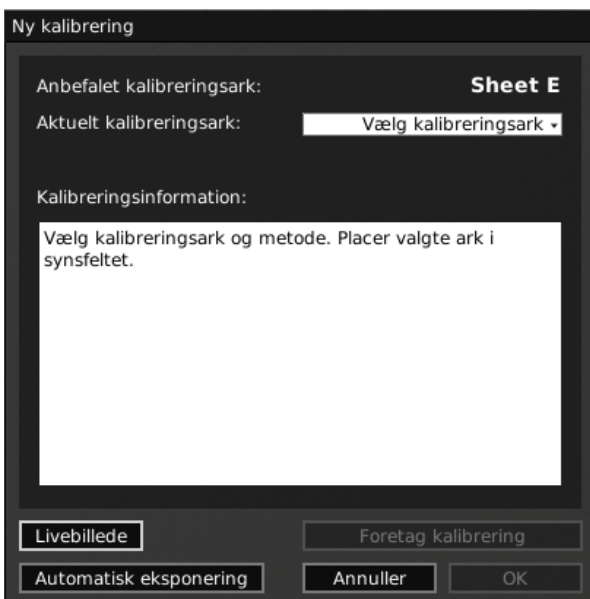 Ny kalibrering
Anbefalet kalibreringsark: Sheet E
Aktuelt kalibreringsark: Vælg kalibreringsark
Kalibreringsinformation:
Vælg kalibreringsark og metode. Placer valgte ark i
synsfeltet.
Livebillede Foretag kalibrering
Automatisk eksponering Annuller OK